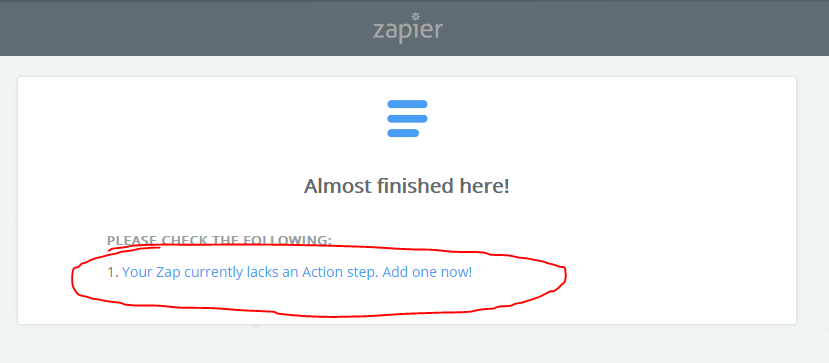 zapier
Almost finished here!
PLEASE CHECK THE FOLLOWING:
1. Your Zap currently lacks an Action step. Add one now!